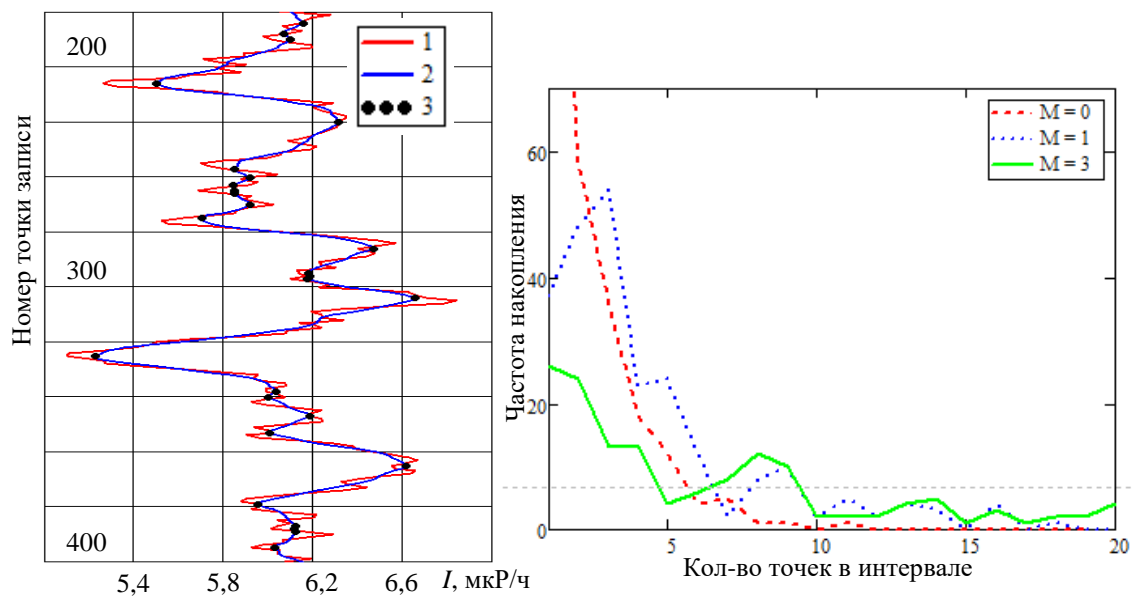 200
300
400
Номер точки записи
1
2
3
5,4 5,8 6,2 6,6 I, мкР/ч
Частота накопления
60
40
20
0
M = 0
M = 1
M = 3
5 10 15 20
Кол-во точек в интервале